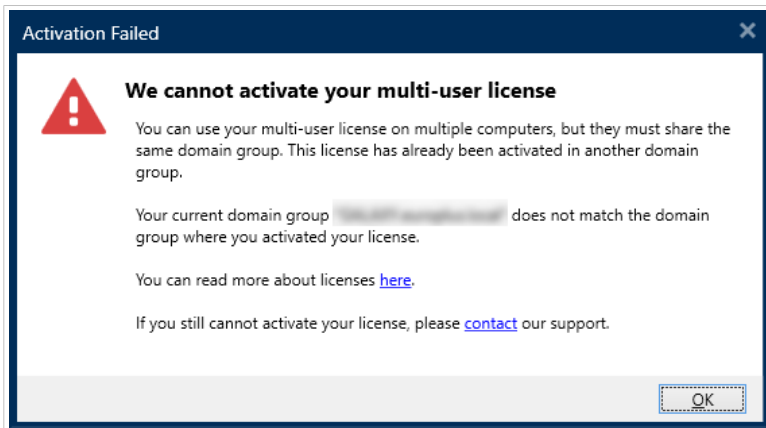 Activation Failed
We cannot activate your multi-user license
You can use your multi-user license on multiple computers, but they must share the
same domain group. This license has already been activated in another domain
group.
Your current domain group does not match the domain
group where you activated your license.
You can read more about licenses here.
If you still cannot activate your license, please contact our support.
OK